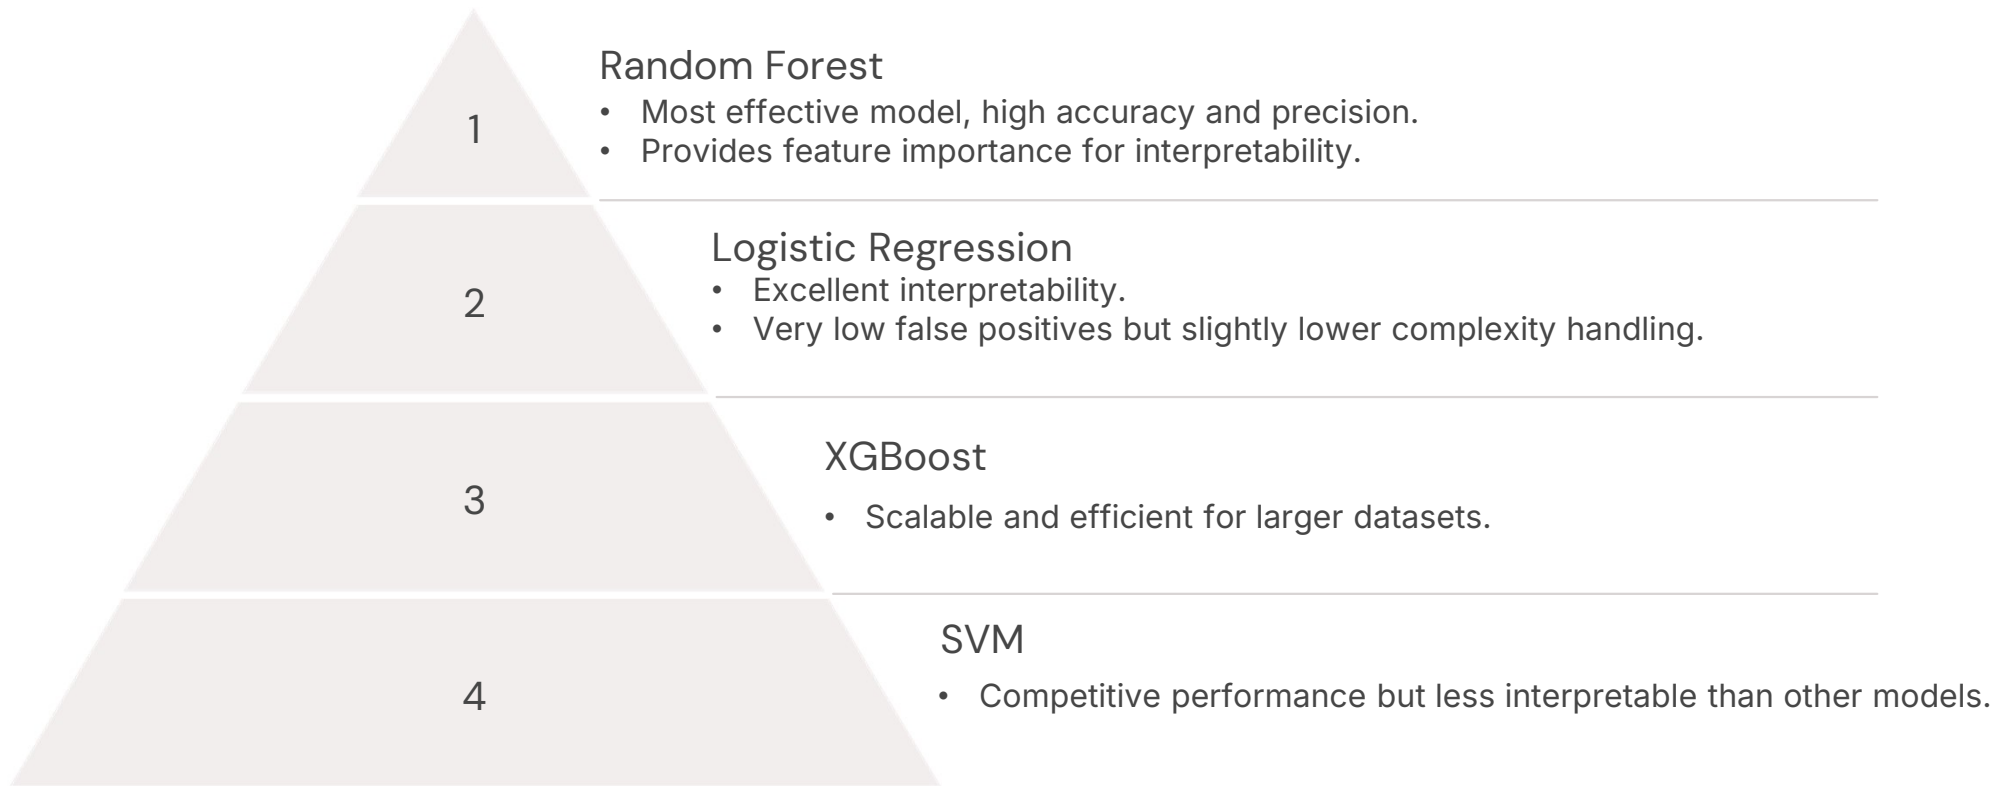 1
Random Forest
• Most effective model, high accuracy and precision.
• Provides feature importance for interpretability.
2
Logistic Regression
• Excellent interpretability.
• Very low false positives but slightly lower complexity handling.
3
XGBoost
• Scalable and efficient for larger datasets.
4
SVM
• Competitive performance but less interpretable than other models.